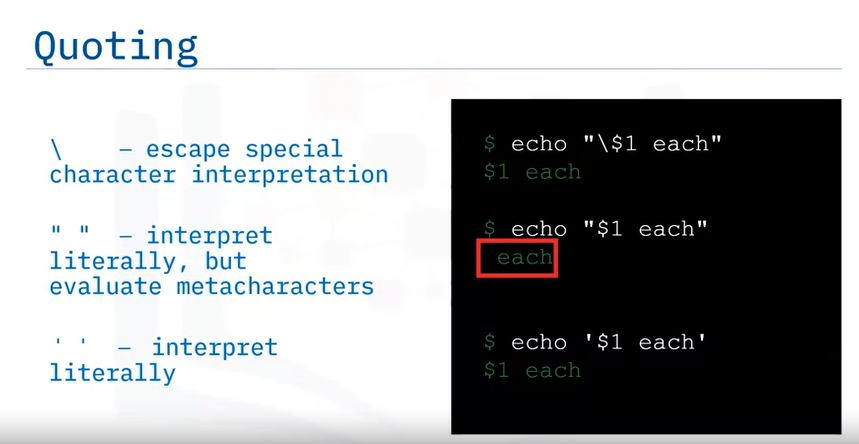 Quoting
\ – escape special
character interpretation
" " – interpret
literally, but
evaluate metacharacters
' ' – interpret
literally
$ echo "\$1 each"
$1 each
$ echo "$1 each"
each
$ echo '$1 each'
$1 each